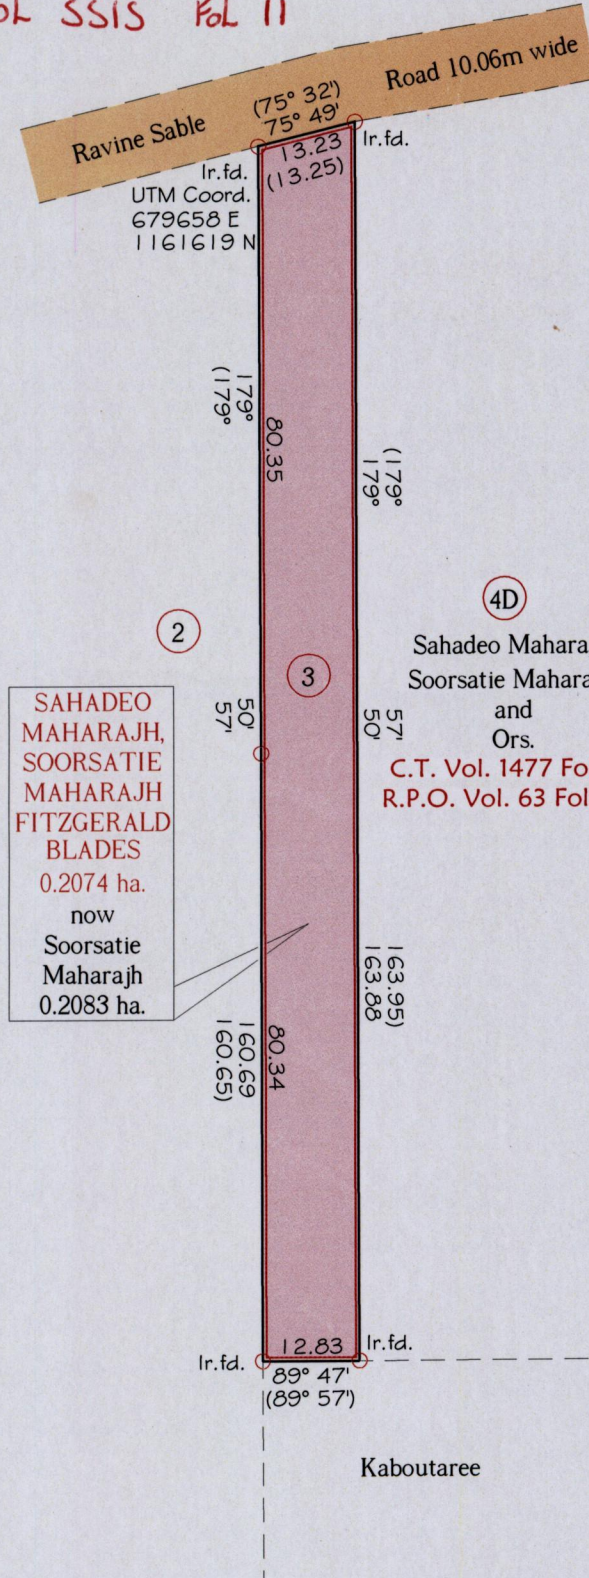 Fol 11
Ravine Sable
Road 10.06m wide
(75° 32')
75° 49'
13.23
(13.25)
Ir.fd.
Ir.fd.
UTM Coord.
679658 E
1161619 N
179°
(179°
80.35
(179°
179°
2
3
4D
Sahadeo Mahara
Soorsatie Mahara
and
Ors.
C.T. Vol. 1477 Fo
R.P.O. Vol. 63 Fol
50'
57'
57'
50'
SAHADEO
MAHARAJH,
SOORSATIE
MAHARAJH
FITZGERALD
BLADES
0.2074 ha.
now
Soorsatie
Maharajh
0.2083 ha.
163.95)
163.88
80.34
160.69
160.65)
12.83
Ir.fd.
Ir.fd.
89° 47'
(89° 57')
Kaboutaree